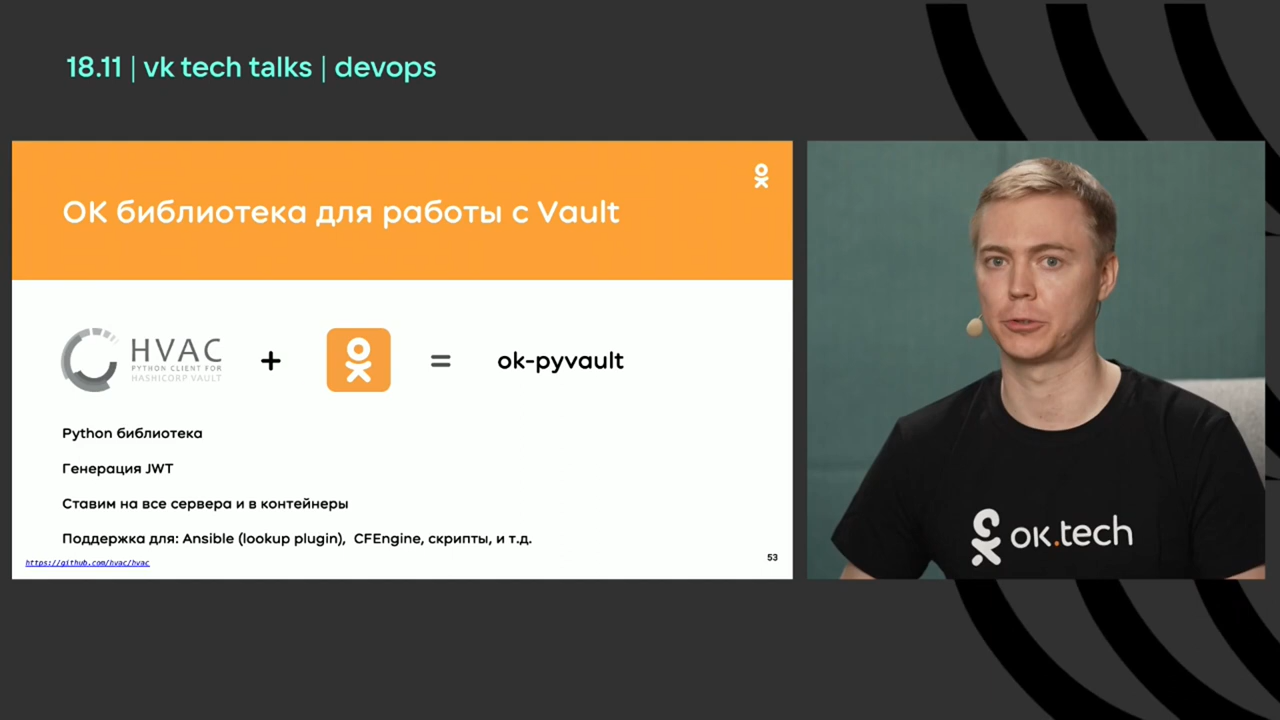 18.11 | vk tech talks | devops
ОК библиотека для работы с Vault
HVAC
PYTHON CLIENT FOR
HASHICORP VAULT
+
=
ok-pyvault
Python библиотека
Генерация JWT
Ставим на все сервера и в контейнеры
Поддержка для: Ansible (lookup plugin), CFEngine, скрипты, и т.д.
https://github.com/hvac/hvac
53
ok.tech